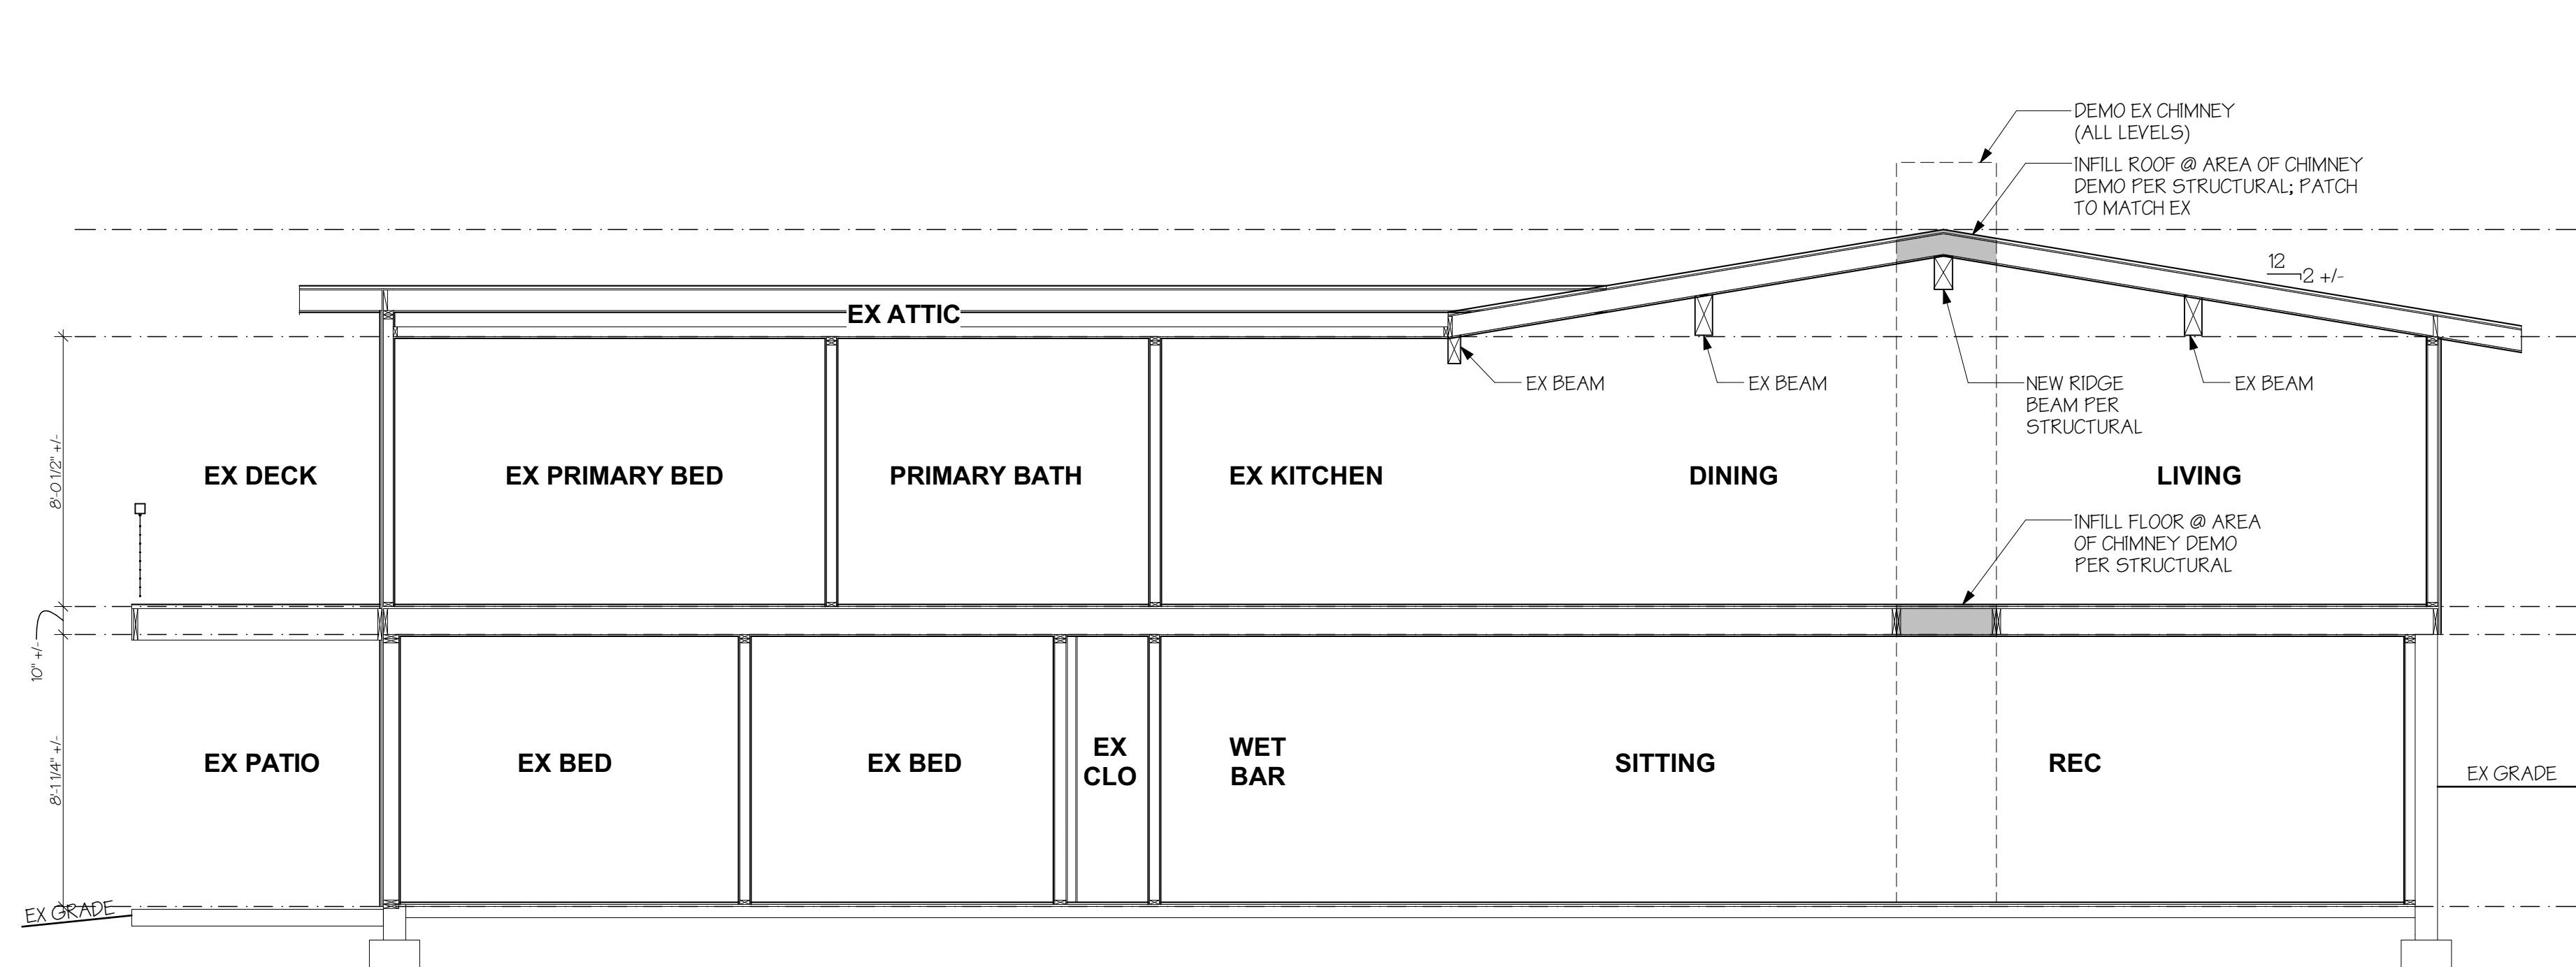 DEMO EX CHIMNEY
(ALL LEVELS)
INFILL ROOF @ AREA OF CHIMNEY
DEMO PER STRUCTURAL; PATCH
TO MATCH EX
12
2 +/-
EX ATTIC
EX BEAM
EX BEAM
NEW RIDGE
BEAM PER
STRUCTURAL
EX BEAM
8'-0 1/2" +/-
EX DECK
EX PRIMARY BED
PRIMARY BATH
EX KITCHEN
DINING
LIVING
INFILL FLOOR @ AREA
OF CHIMNEY DEMO
PER STRUCTURAL
10" +/-
8'-1 1/4" +/-
EX PATIO
EX BED
EX BED
EX
CLO
WET
BAR
SITTING
REC
EX GRADE
EX GRADE